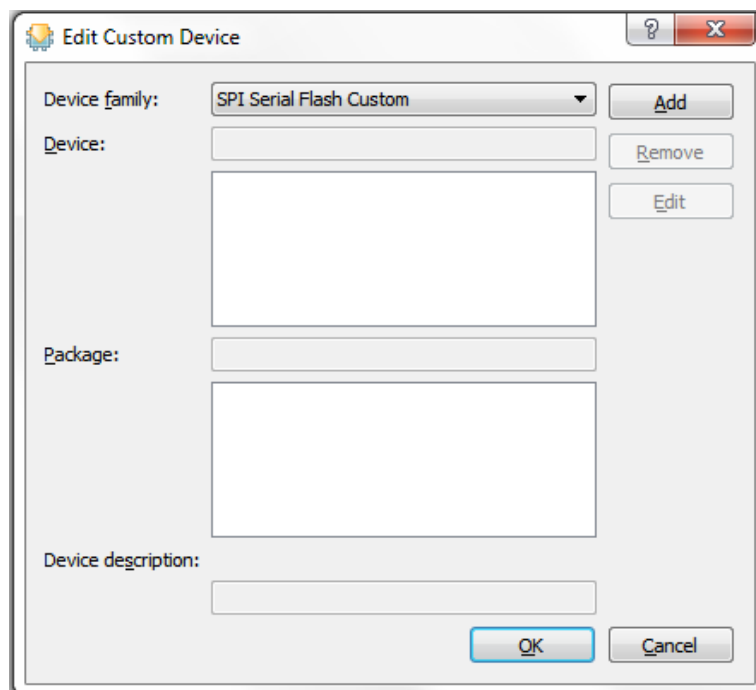 Edit Custom Device
?
X
Device family: SPI Serial Flash Custom Add
Device: Remove
Edit
Package:
Device description:
OK Cancel